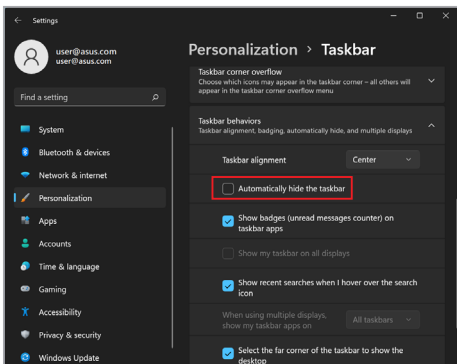 Settings
user@asus.com
user@asus.com
Find a setting
System
Bluetooth & devices
Network & internet
Personalization
Apps
Accounts
Time & language
Gaming
Accessibility
Privacy & security
Windows Update
Personalization > Taskbar
Taskbar corner overflow
Choose which icons may appear in the taskbar corner – all others will
appear in the taskbar corner overflow menu
Taskbar behaviors
Taskbar alignment, badging, automatically hide, and multiple displays
Taskbar alignment
Center
Automatically hide the taskbar
Show badges (unread messages counter) on
taskbar apps
Show my taskbar on all displays
Show recent searches when I hover over the search
icon
When using multiple displays,
show my taskbar apps on
All taskbars
Select the far corner of the taskbar to show the
desktop